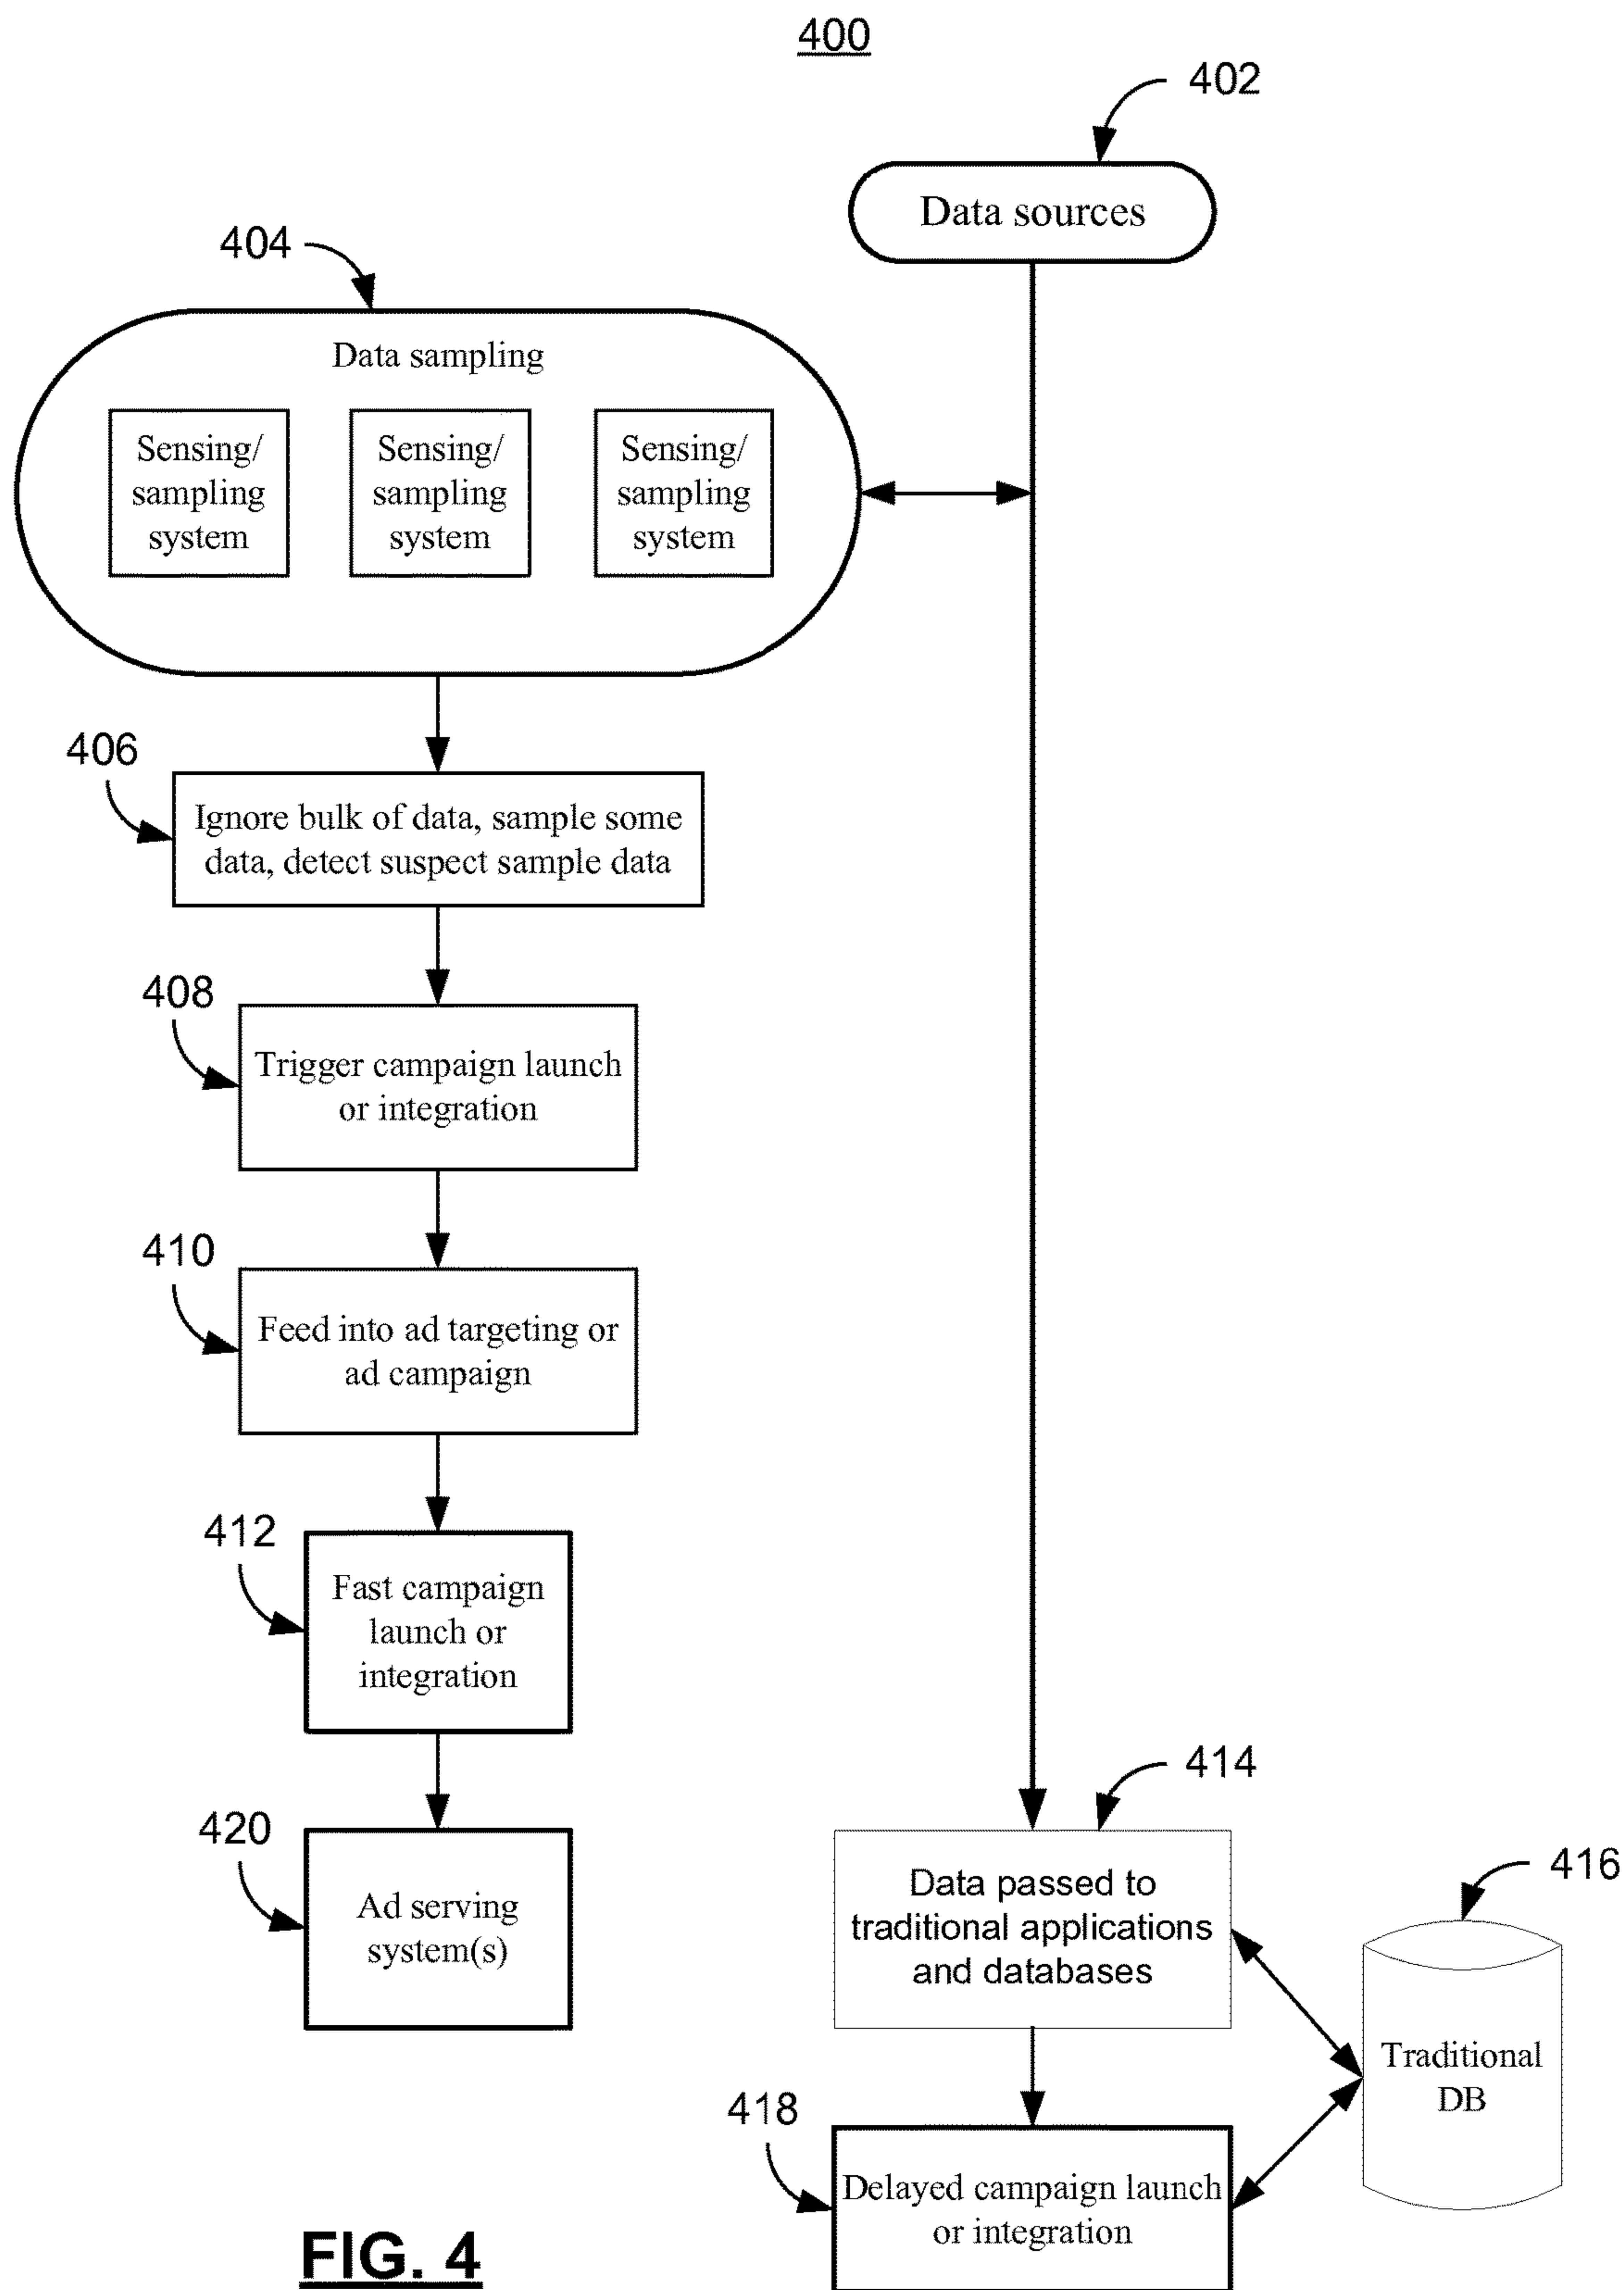 400
402
Data sources
404
Data sampling
Sensing/
sampling
system
Sensing/
sampling
system
Sensing/
sampling
system
406
Ignore bulk of data, sample some
data, detect suspect sample data
408
Trigger campaign launch
or integration
410
Feed into ad targeting or
ad campaign
412
Fast campaign
launch or
integration
420
Ad serving
system(s)
414
Data passed to
traditional applications
and databases
416
Traditional
DB
418
Delayed campaign launch
or integration
FIG. 4